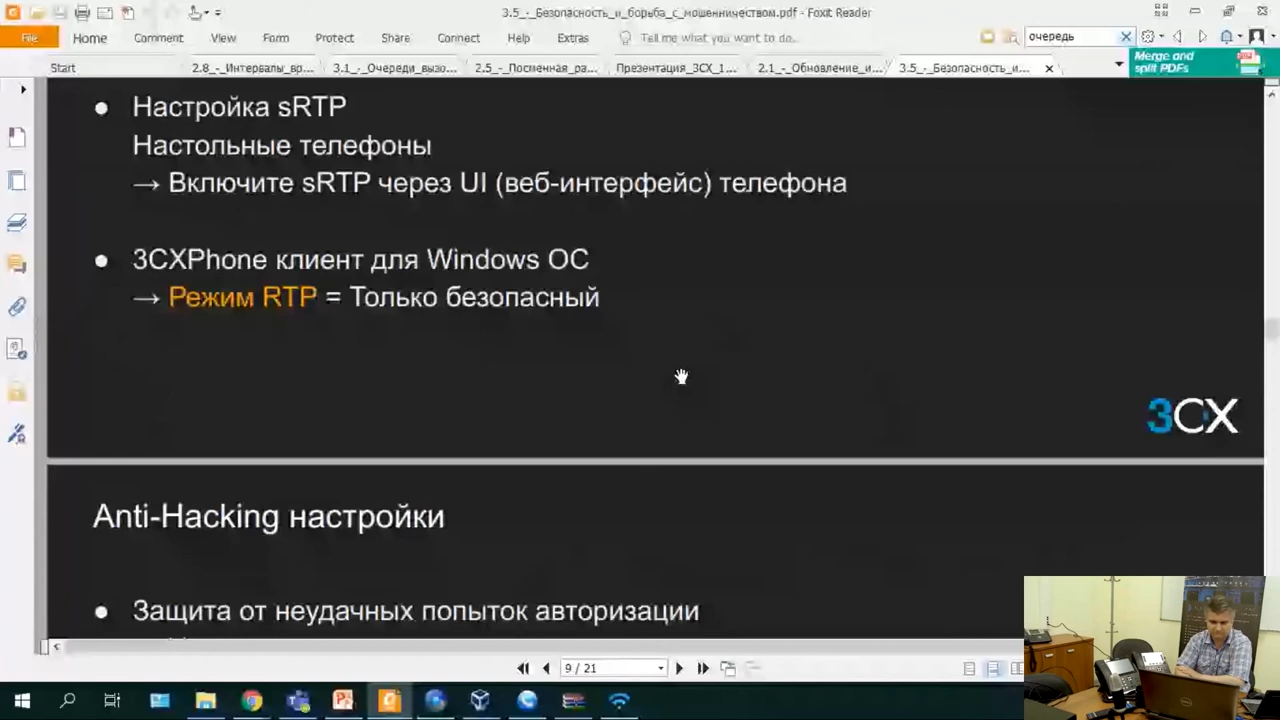 3.5_-_Безопасность_и_борьба_с_мошенничеством.pdf - Foxit Reader
File
Home
Comment
View
Form
Protect
Share
Connect
Help
Extras
Tell me what you want to do..
очередь
Start
2.8_-_Интервалы_вр...
3.1_-_Очереди_вызо...
2.5_-_Посменная_ра...
Презентация_3CX_1...
2.1_-_Обновление_и...
3.5_-_Безопасность_и...
Merge and
split PDFs
● Настройка sRTP
Настольные телефоны
→ Включите sRTP через UI (веб-интерфейс) телефона
● 3CXPhone клиент для Windows ОС
→ Режим RTP = Только безопасный
3CX
Anti-Hacking настройки
● Защита от неудачных попыток авторизации
9 / 21